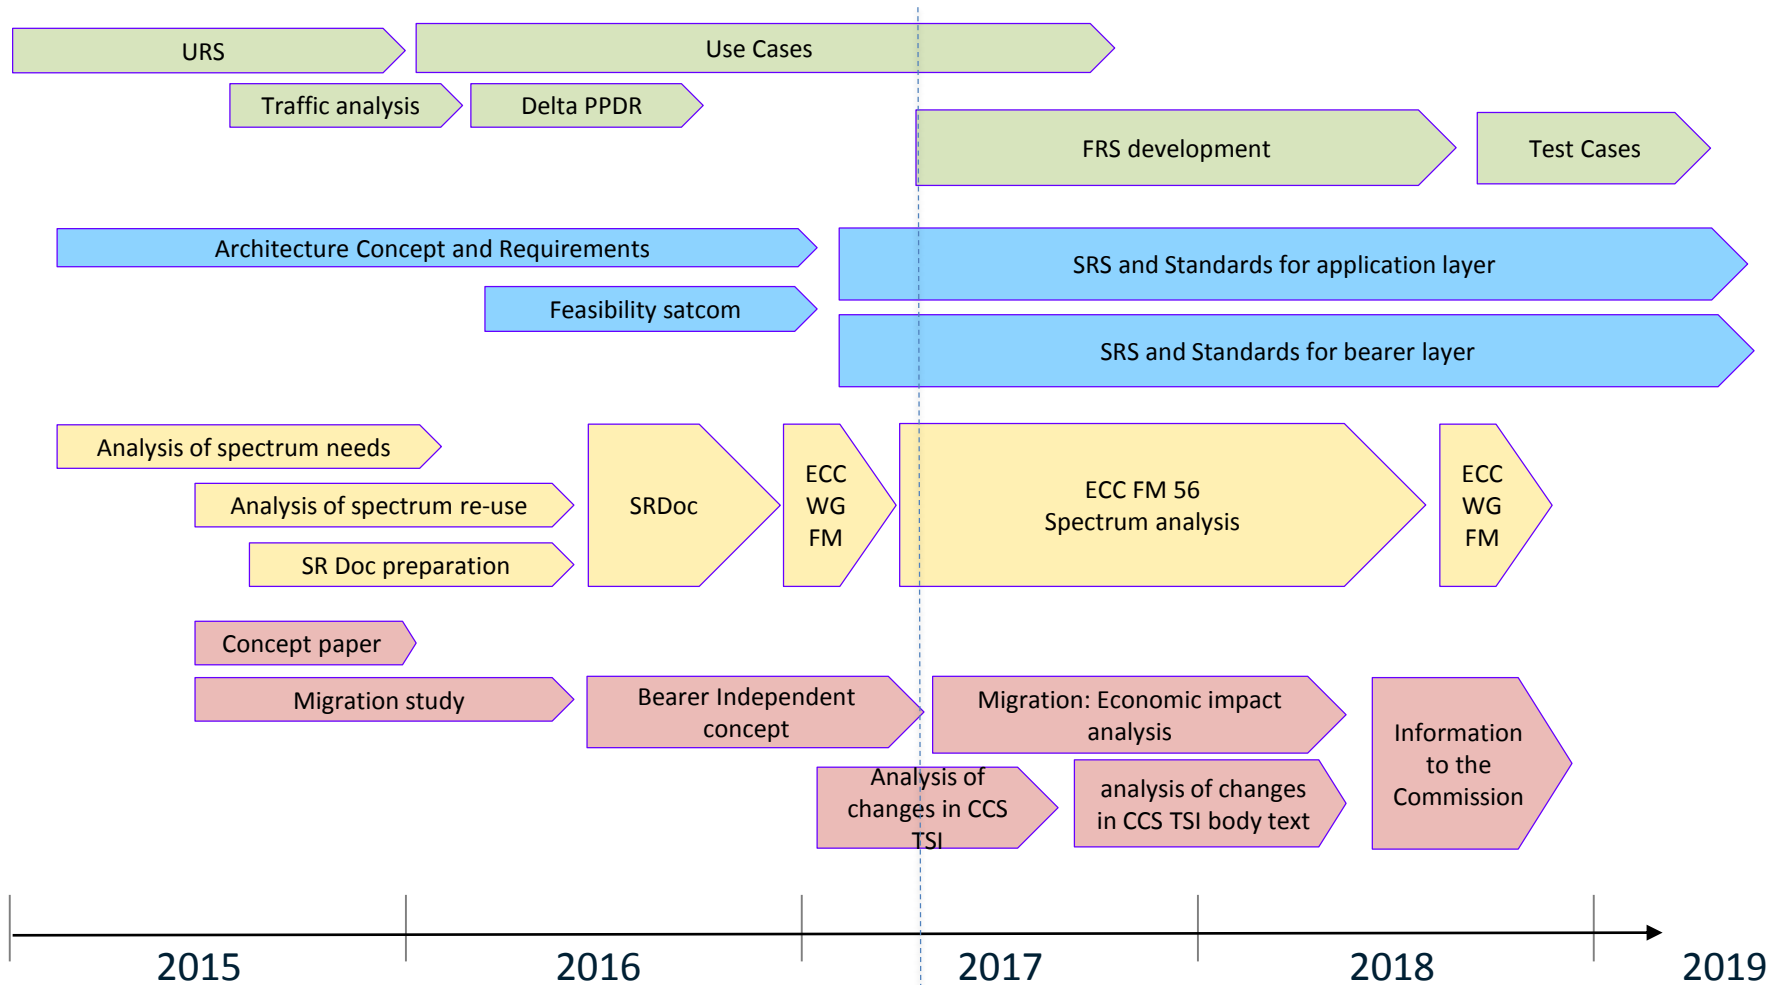 URS
Use Cases
Traffic analysis
Delta PPDR
FRS development
Test Cases
Architecture Concept and Requirements
SRS and Standards for application layer
Feasibility satcom
SRS and Standards for bearer layer
Analysis of spectrum needs
Analysis of spectrum re-use
SR Doc preparation
SRDoc
ECC
WG
FM
ECC FM 56
Spectrum analysis
ECC
WG
FM
Concept paper
Migration study
Bearer Independent
concept
Migration: Economic impact
analysis
Analysis of
changes in CCS
TSI
analysis of changes
in CCS TSI body text
Information
to the
Commission
2015
2016
2017
2018
2019